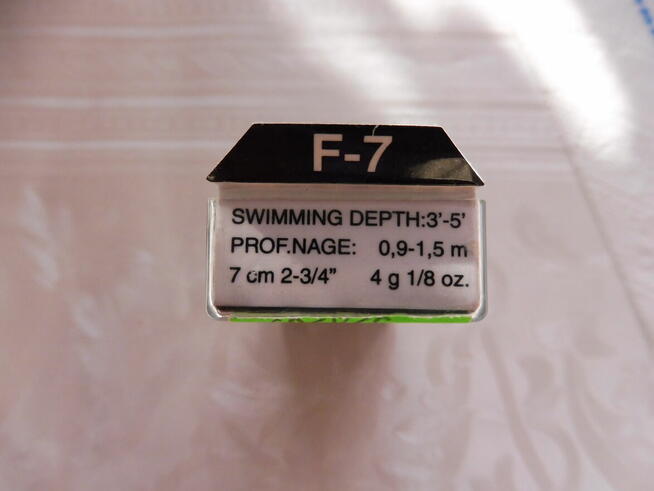 F-7
SWIMMING DEPTH:3'-5'
PROF.NAGE: 0,9-1,5 m
7 cm 2-3/4" 4 g 1/8 oz.